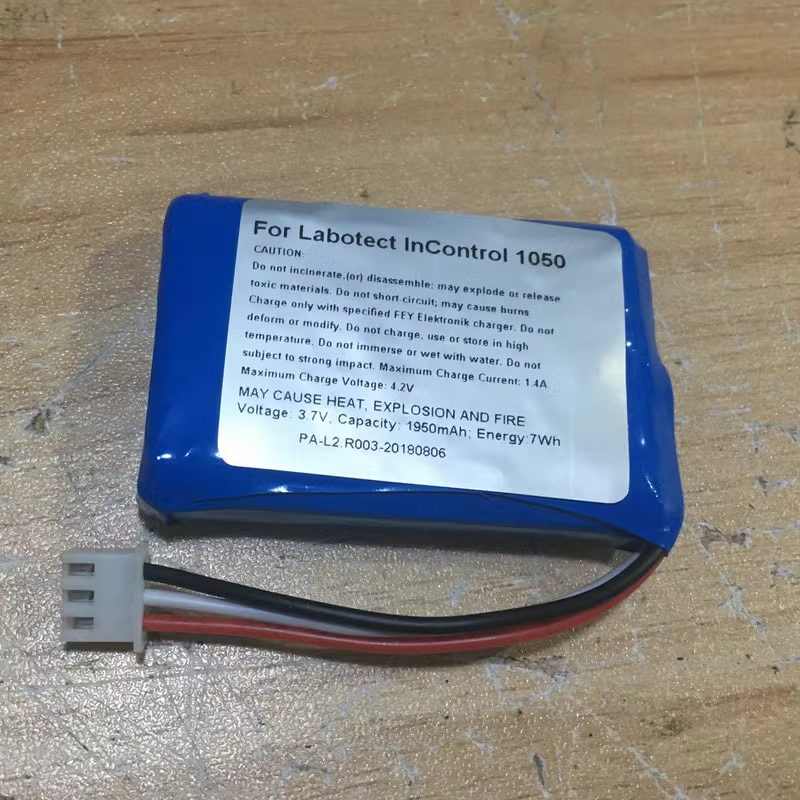 For Labotect InControl 1050
CAUTION:
Do not incinerate,(or) disassemble; may explode or release
toxic materials. Do not short-circuit; may cause burns
Charge only with specified FEY Elektronik charger. Do not
deform or modify. Do not charge, use or store in high
temperature. Do not immerse or wet with water. Do not
subject to strong impact. Maximum Charge Current: 1.4A
Maximum Charge Voltage: 4.2V
MAY CAUSE HEAT, EXPLOSION AND FIRE
Voltage: 3.7V, Capacity: 1950mAh; Energy:7Wh
PA-L2.R003-20180806